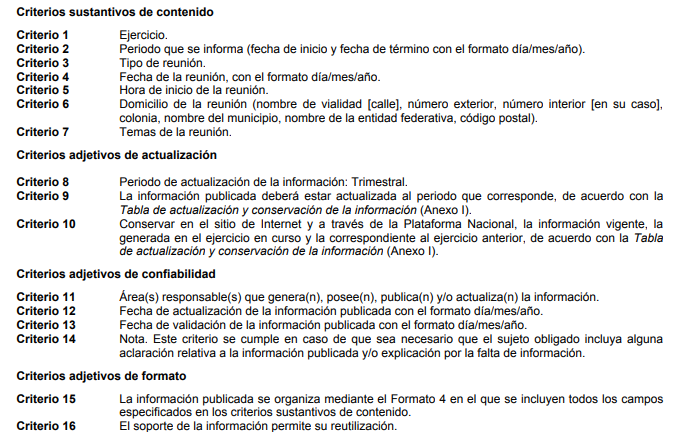 Criterios sustantivos de contenido
Criterio 1 Ejercicio.
Criterio 2 Periodo que se informa (fecha de inicio y fecha de término con el formato día/mes/año).
Criterio 3 Tipo de reunión.
Criterio 4 Fecha de la reunión, con el formato día/mes/año.
Criterio 5 Hora de inicio de la reunión.
Criterio 6 Domicilio de la reunión (nombre de vialidad [calle], número exterior, número interior [en su caso],
colonia, nombre del municipio, nombre de la entidad federativa, código postal).
Criterio 7 Temas de la reunión.
Criterios adjetivos de actualización
Criterio 8 Periodo de actualización de la información: Trimestral.
Criterio 9 La información publicada deberá estar actualizada al periodo que corresponde, de acuerdo con la
Tabla de actualización y conservación de la información (Anexo I).
Criterio 10 Conservar en el sitio de Internet y a través de la Plataforma Nacional, la información vigente, la
generada en el ejercicio en curso y la correspondiente al ejercicio anterior, de acuerdo con la Tabla
de actualización y conservación de la información (Anexo I).
Criterios adjetivos de confiabilidad
Criterio 11 Área(s) responsable(s) que genera(n), posee(n), publica(n) y/o actualiza(n) la información.
Criterio 12 Fecha de actualización de la información publicada con el formato día/mes/año.
Criterio 13 Fecha de validación de la información publicada con el formato día/mes/año.
Criterio 14 Nota. Este criterio se cumple en caso de que sea necesario que el sujeto obligado incluya alguna
aclaración relativa a la información publicada y/o explicación por la falta de información.
Criterios adjetivos de formato
Criterio 15 La información publicada se organiza mediante el Formato 4 en el que se incluyen todos los campos
especificados en los criterios sustantivos de contenido.
Criterio 16 El soporte de la información permite su reutilización.